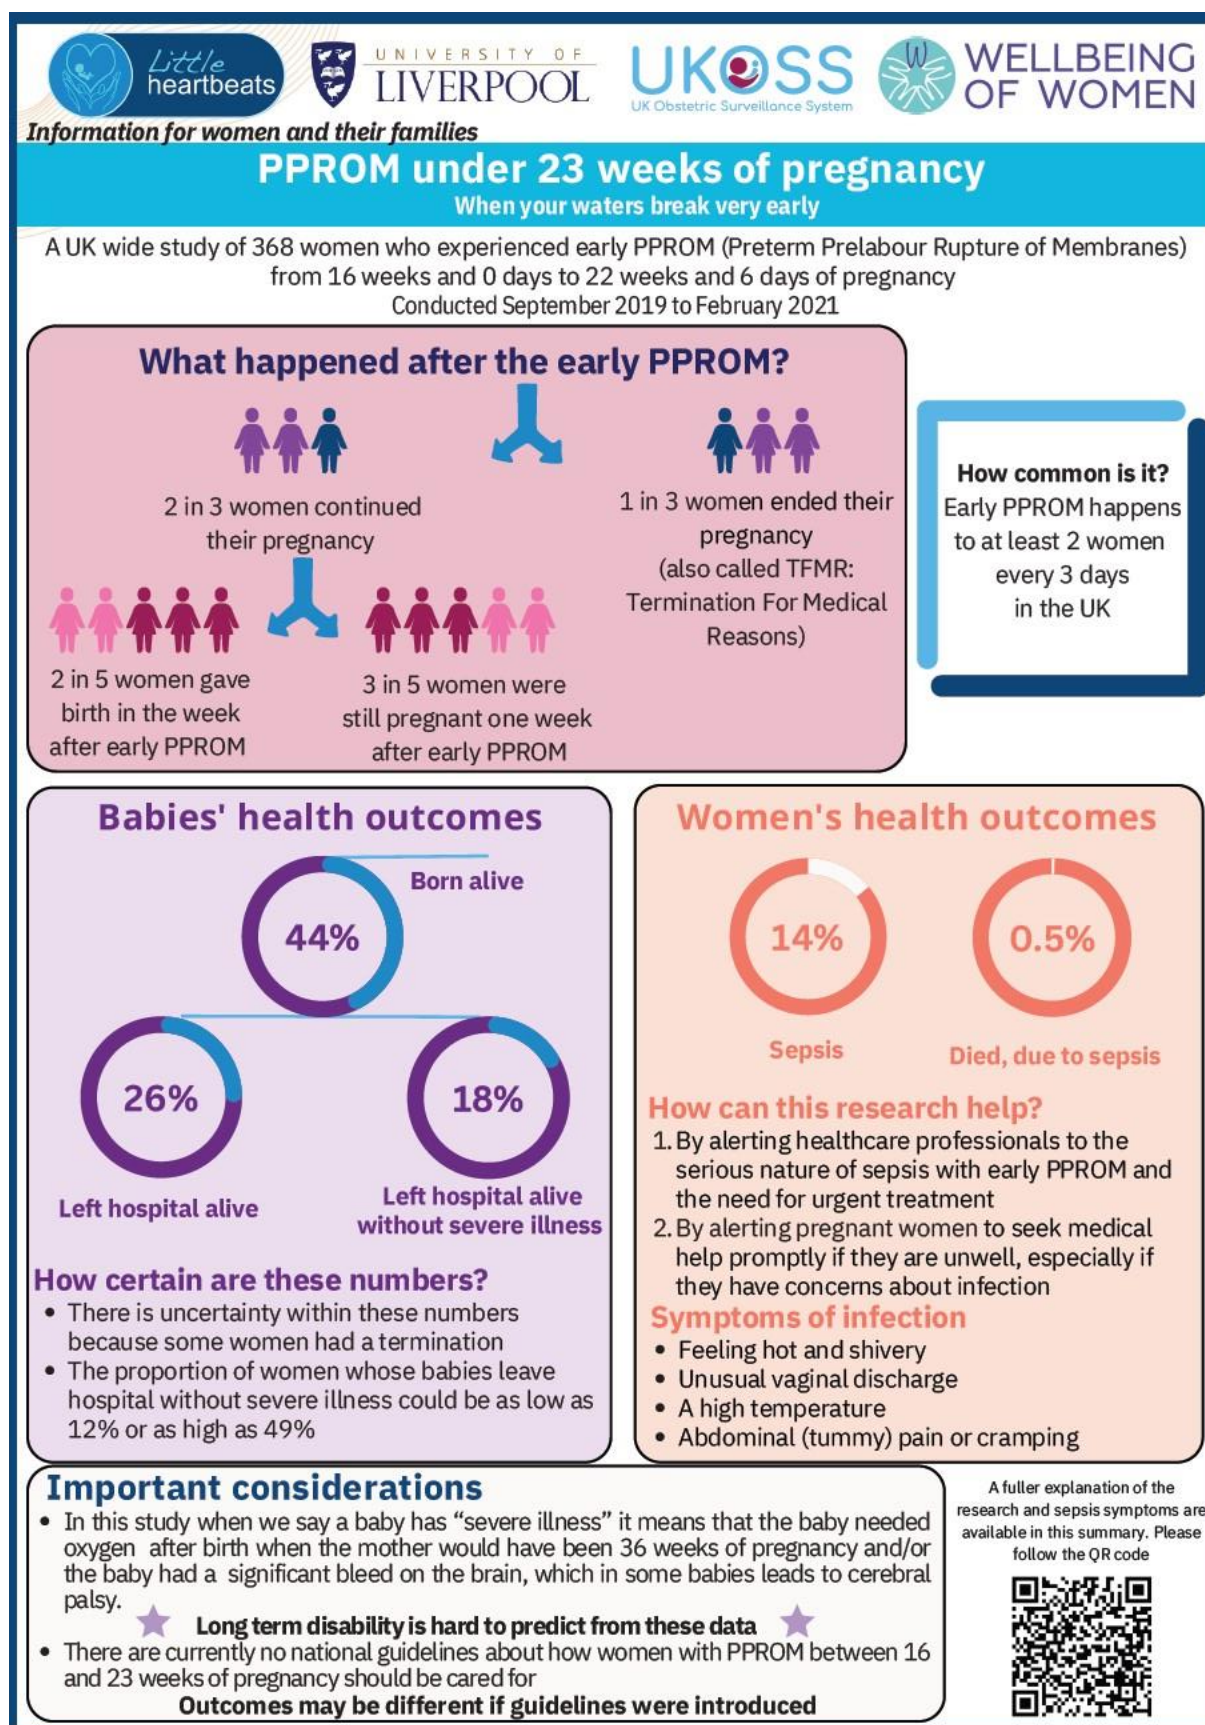 Little
heartbeats
UNIVERSITY OF
LIVERPOOL
UKOSS
UK Obstetric Surveillance System
W
WELLBEING
OF WOMEN
Information for women and their families
PPROM under 23 weeks of pregnancy
When your waters break very early
A UK wide study of 368 women who experienced early PPROM (Preterm Prelabour Rupture of Membranes)
from 16 weeks and 0 days to 22 weeks and 6 days of pregnancy
Conducted September 2019 to February 2021
What happened after the early PPROM?
2 in 3 women continued
their pregnancy
1 in 3 women ended their
pregnancy
(also called TFMR:
Termination For Medical
Reasons)
2 in 5 women gave
birth in the week
after early PPROM
3 in 5 women were
still pregnant one week
after early PPROM
How common is it?
Early PPROM happens
to at least 2 women
every 3 days
in the UK
Babies' health outcomes
Born alive
44%
26%
18%
Left hospital alive
Left hospital alive
without severe illness
How certain are these numbers?
• There is uncertainty within these numbers
because some women had a termination
• The proportion of women whose babies leave
hospital without severe illness could be as low as
12% or as high as 49%
Women's health outcomes
14%
0.5%
Sepsis
Died, due to sepsis
How can this research help?
1. By alerting healthcare professionals to the
serious nature of sepsis with early PPROM and
the need for urgent treatment
2. By alerting pregnant women to seek medical
help promptly if they are unwell, especially if
they have concerns about infection
Symptoms of infection
• Feeling hot and shivery
• Unusual vaginal discharge
• A high temperature
• Abdominal (tummy) pain or cramping
Important considerations
• In this study when we say a baby has “severe illness” it means that the baby needed
oxygen after birth when the mother would have been 36 weeks of pregnancy and/or
the baby had a significant bleed on the brain, which in some babies leads to cerebral
palsy.
Long term disability is hard to predict from these data
• There are currently no national guidelines about how women with PPROM between 16
and 23 weeks of pregnancy should be cared for
Outcomes may be different if guidelines were introduced
A fuller explanation of the
research and sepsis symptoms are
available in this summary. Please
follow the QR code